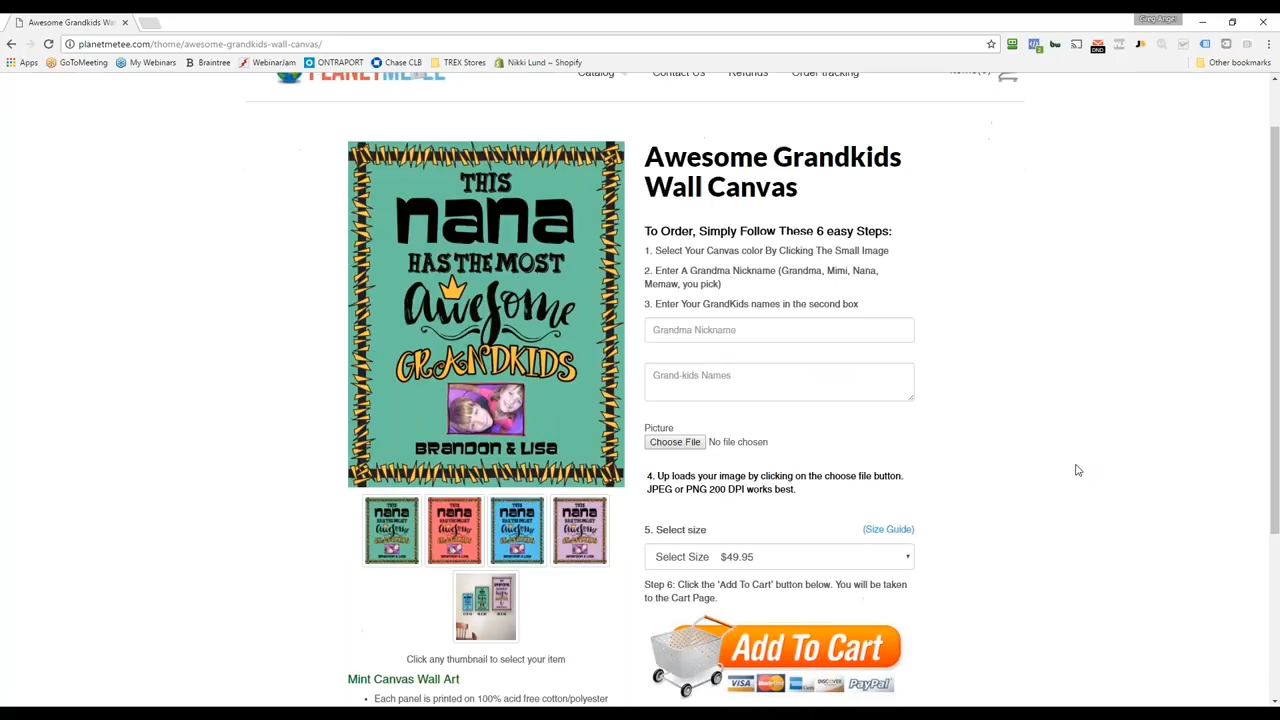 Awesome Grandkids Wa
Greg Angel
planetmetee.com/thome/awesome-grandkids-wall-canvas/
Apps GoToMeeting My Webinars Braintree WebinarJam ONTRAPORT Chase CLB TREX Stores Nikki Lund ~ Shopify Other bookmarks
Catalog Contact Us Refunds Order tracking
THIS
nana
HAS THE MOST
Awesome
GRANDKIDS
BRANDON & LISA
Click any thumbnail to select your item
Mint Canvas Wall Art
• Each panel is printed on 100% acid free cotton/polyester
Awesome Grandkids
Wall Canvas
To Order, Simply Follow These 6 easy Steps:
1. Select Your Canvas color By Clicking The Small Image
2. Enter A Grandma Nickname (Grandma, Mimi, Nana,
Memaw, you pick)
3. Enter Your GrandKids names in the second box
Grandma Nickname
Grand-kids Names
Picture
Choose File No file chosen
4. Up loads your image by clicking on the choose file button.
JPEG or PNG 200 DPI works best.
5. Select size (Size Guide)
Select Size $49.95
Step 6: Click the 'Add To Cart' button below. You will be taken
to the Cart Page.
Add To Cart
VISA MasterCard DISCOVER PayPal